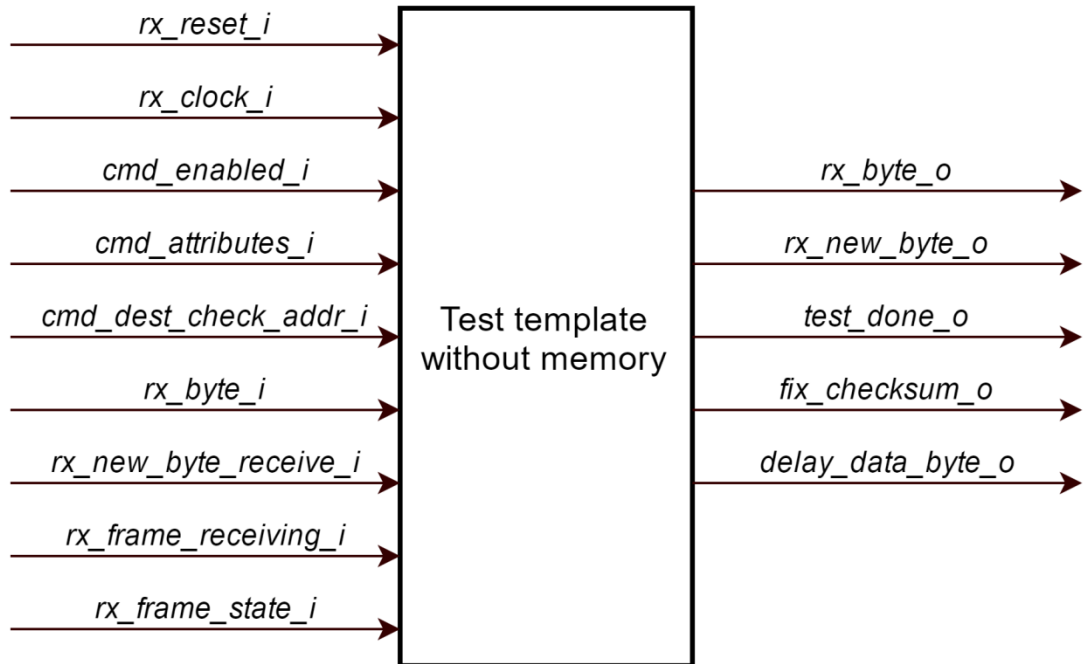 rx_reset_i
rx_clock_i
cmd_enabled_i
cmd_attributes_i
cmd_dest_check_addr_i
rx_byte_i
rx_new_byte_receive_i
rx_frame_receiving_i
rx_frame_state_i
Test template
without memory
rx_byte_o
rx_new_byte_o
test_done_o
fix_checksum_o
delay_data_byte_o